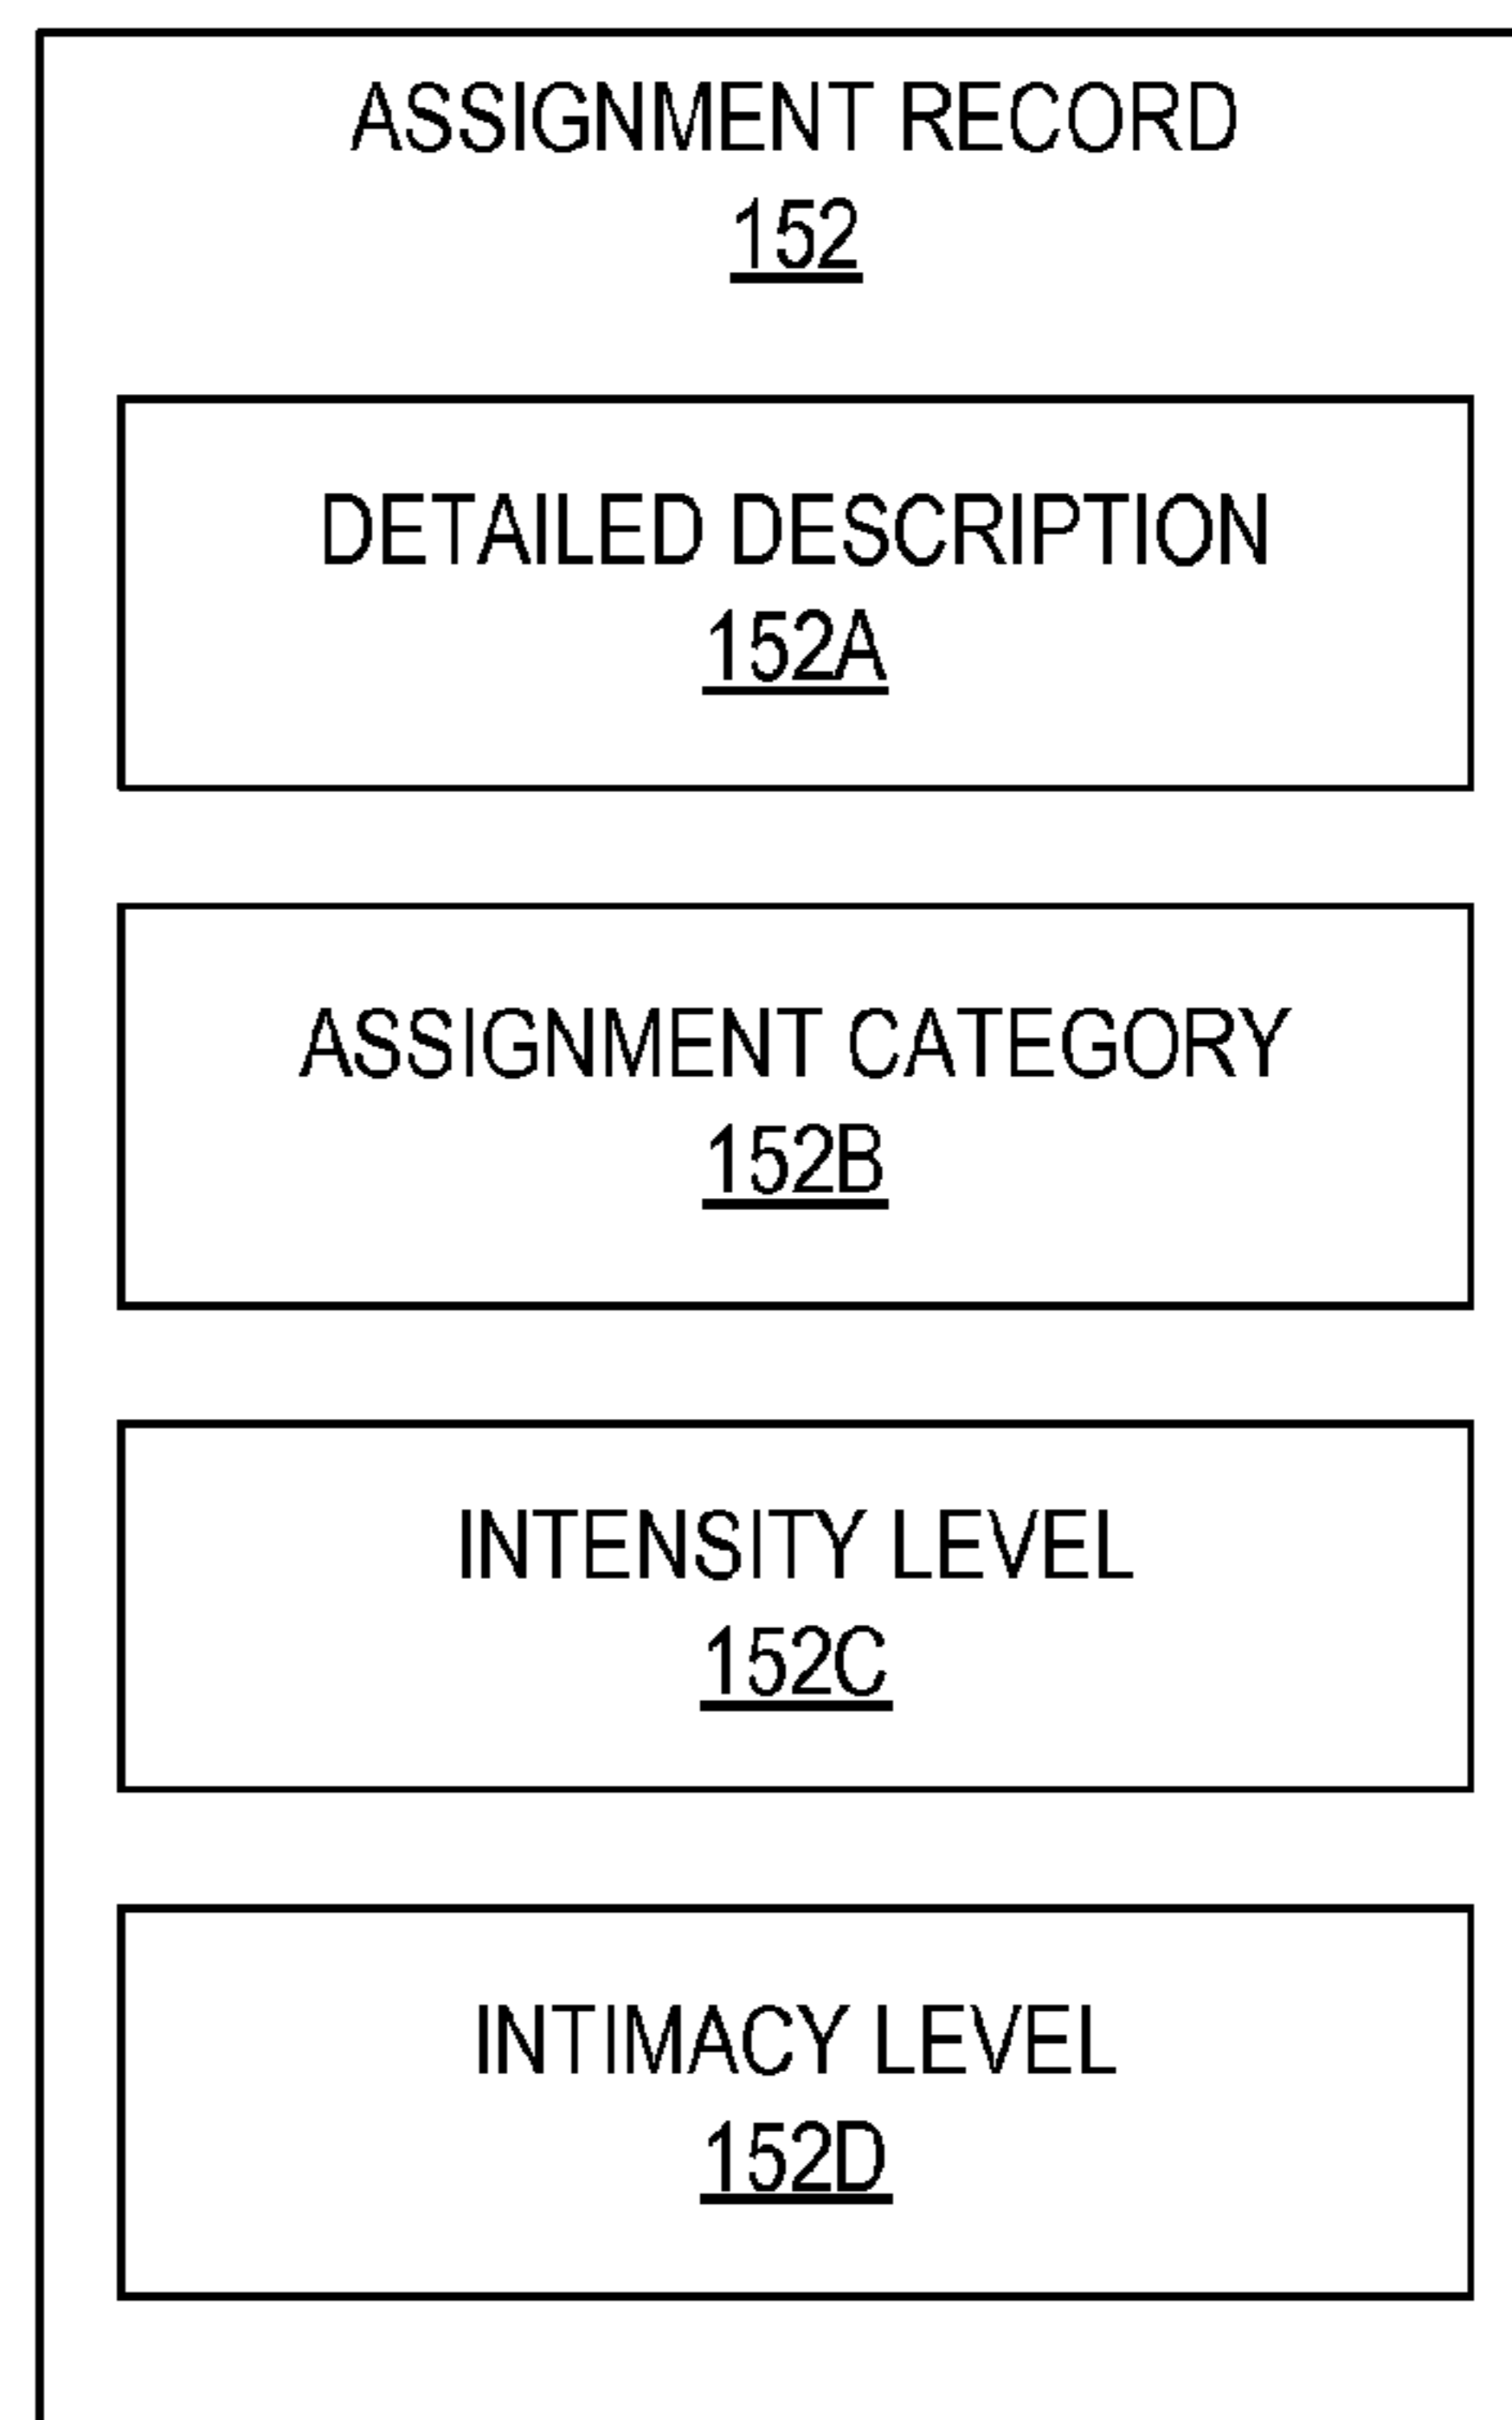 ASSIGNMENT RECORD
152
DETAILED DESCRIPTION
152A
ASSIGNMENT CATEGORY
152B
INTENSITY LEVEL
152C
INTIMACY LEVEL
152D